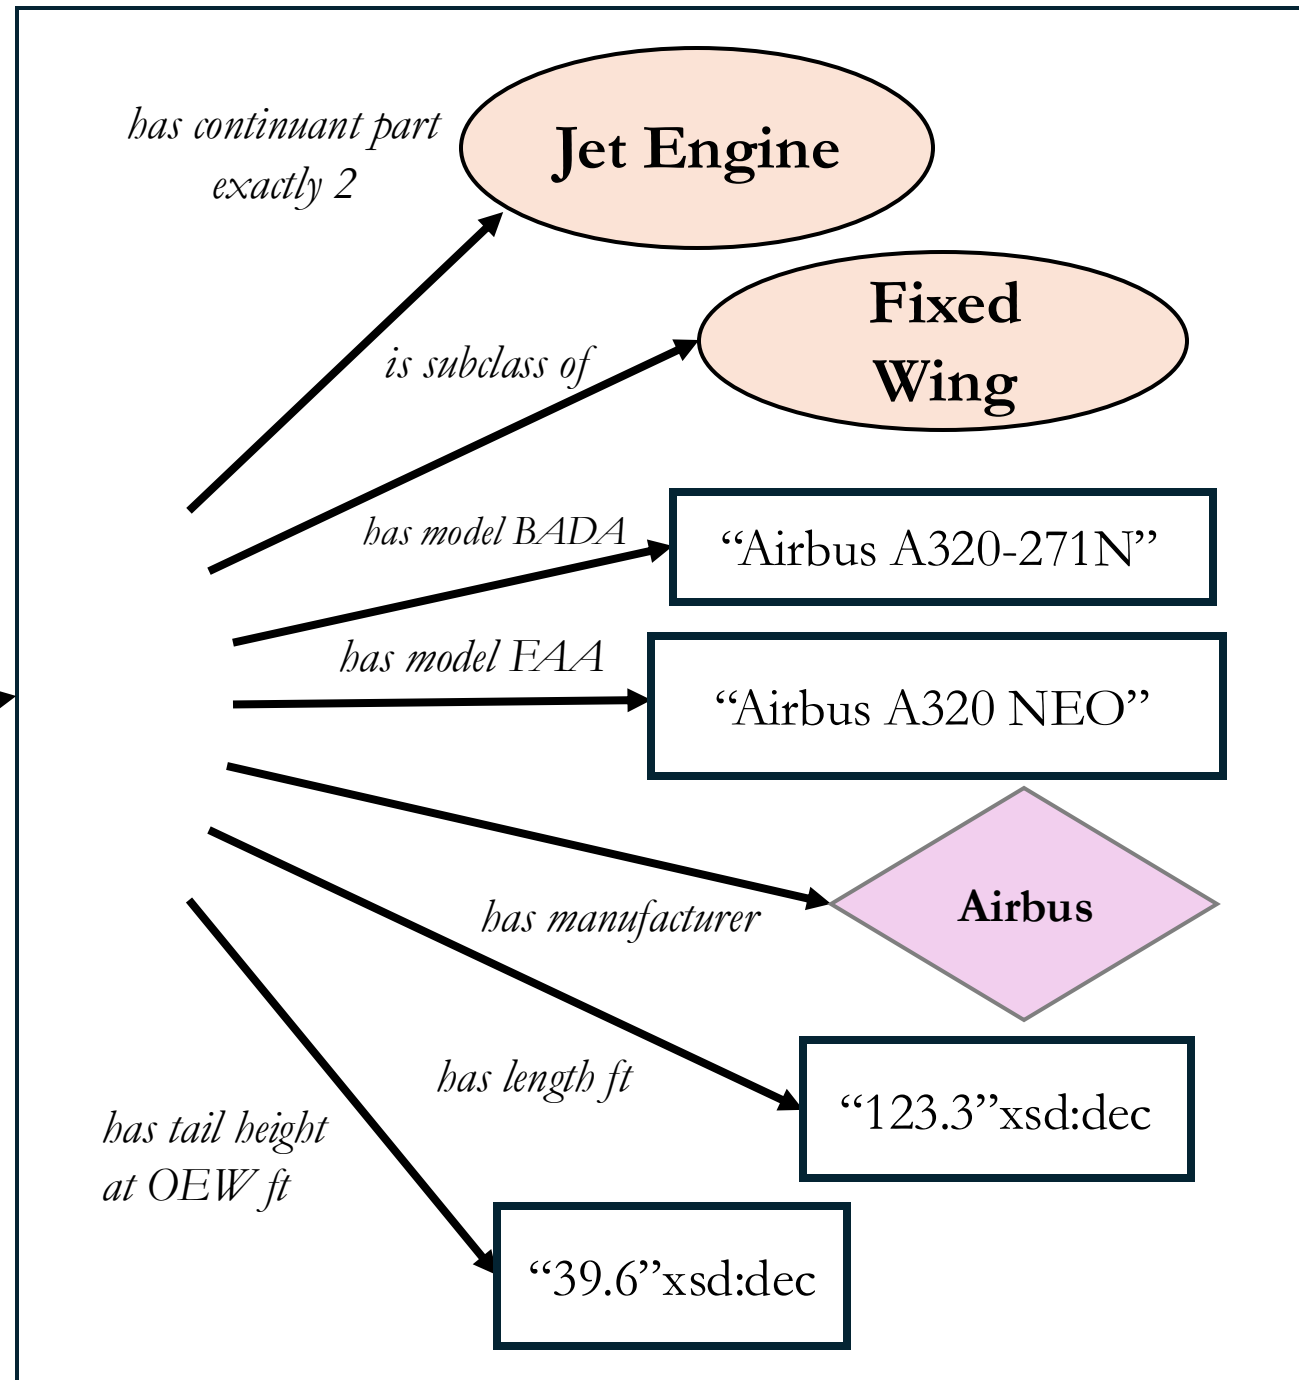 has continuant part
exactly 2
Jet Engine
Fixed
Wing
is subclass of
has model BADA
“Airbus A320-271N”
has model FAA
“Airbus A320 NEO”
has manufacturer
Airbus
has length ft
“123.3”xsd:dec
has tail height
at OEW ft
“39.6”xsd:dec